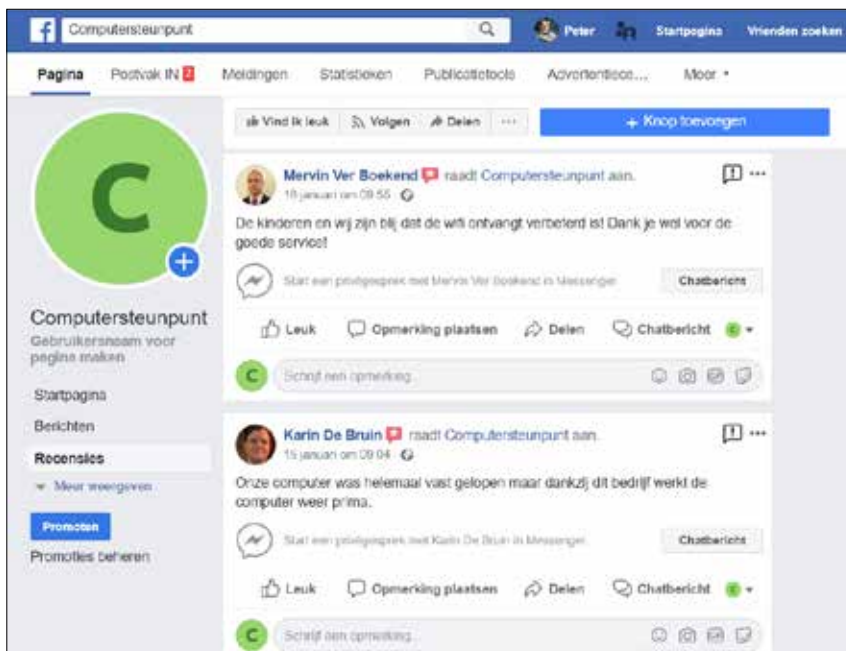 Computersteunpunt
Peter Startpagina Vrienden zoeken
Pagina Postvak IN 2 Meldingen Statistieken Publicatietools Advertentiece... Meer
Vind ik leuk Volgen Delen ...
+ Knop toevoegen
C
Computersteunpunt
Gebruikersnaam voor
pagina maken
Startpagina
Berichten
Recensies
Meer weergeven
Promoten
Promoties beheren
Mervin Ver Boekend raadt Computersteunpunt aan.
januari om 09:55
De kinderen en wij zijn blij dat de wifi ontvangt verbeterd is! Dank je wel voor de
goede service!
Start een privégesprek met Mervin Ver Boekend in Messenger. Chatbericht
Leuk Opmerking plaatsen Delen Chatbericht C
C Schrijf een opmerking...
Karin De Bruin raadt Computersteunpunt aan.
15 januari om 09:04
Onze computer was helemaal vast gelopen maar dankzij dit bedrijf werkt de
computer weer prima.
Start een privégesprek met Karin De Bruin in Messenger. Chatbericht
Leuk Opmerking plaatsen Delen Chatbericht C
C Schrijf een opmerking...